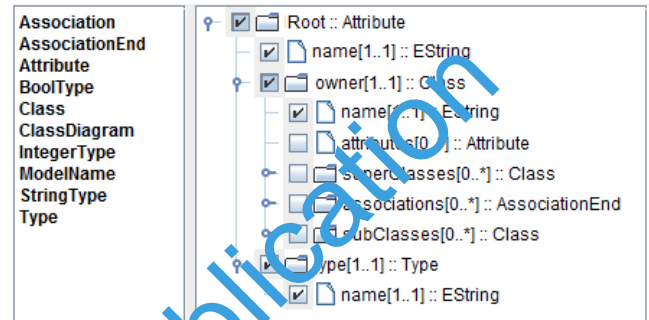 Association
AssociationEnd
Attribute
BoolType
Class
ClassDiagram
IntegerType
ModelName
StringType
Type
Root :: Attribute
name[1..1] :: EString
owner[1..1] :: Class
name[1..1] :: EString
attributes[0..*] :: Attribute
superClasses[0..*] :: Class
associations[0..*] :: AssociationEnd
subClasses[0..*] :: Class
type[1..1] :: Type
name[1..1] :: EString
blication